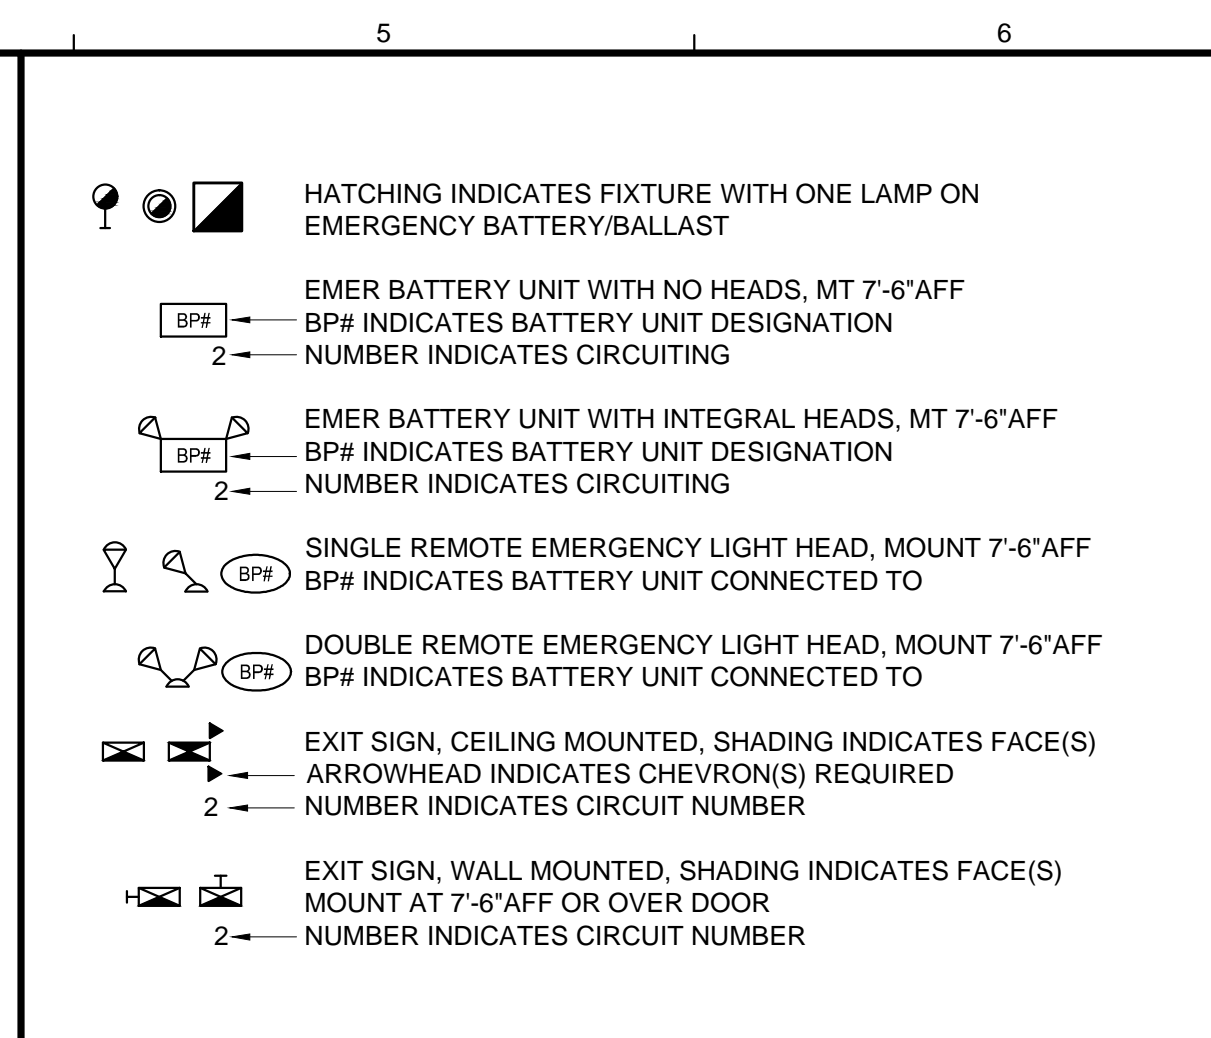 5 6
HATCHING INDICATES FIXTURE WITH ONE LAMP ON
EMERGENCY BATTERY/BALLAST
EMER BATTERY UNIT WITH NO HEADS, MT 7'-6"AFF
BP# BP# INDICATES BATTERY UNIT DESIGNATION
2 NUMBER INDICATES CIRCUITING
EMER BATTERY UNIT WITH INTEGRAL HEADS, MT 7'-6"AFF
BP# BP# INDICATES BATTERY UNIT DESIGNATION
2 NUMBER INDICATES CIRCUITING
SINGLE REMOTE EMERGENCY LIGHT HEAD, MOUNT 7'-6"AFF
BP# BP# INDICATES BATTERY UNIT CONNECTED TO
DOUBLE REMOTE EMERGENCY LIGHT HEAD, MOUNT 7'-6"AFF
BP# BP# INDICATES BATTERY UNIT CONNECTED TO
EXIT SIGN, CEILING MOUNTED, SHADING INDICATES FACE(S)
ARROWHEAD INDICATES CHEVRON(S) REQUIRED
2 NUMBER INDICATES CIRCUIT NUMBER
EXIT SIGN, WALL MOUNTED, SHADING INDICATES FACE(S)
MOUNT AT 7'-6"AFF OR OVER DOOR
2 NUMBER INDICATES CIRCUIT NUMBER